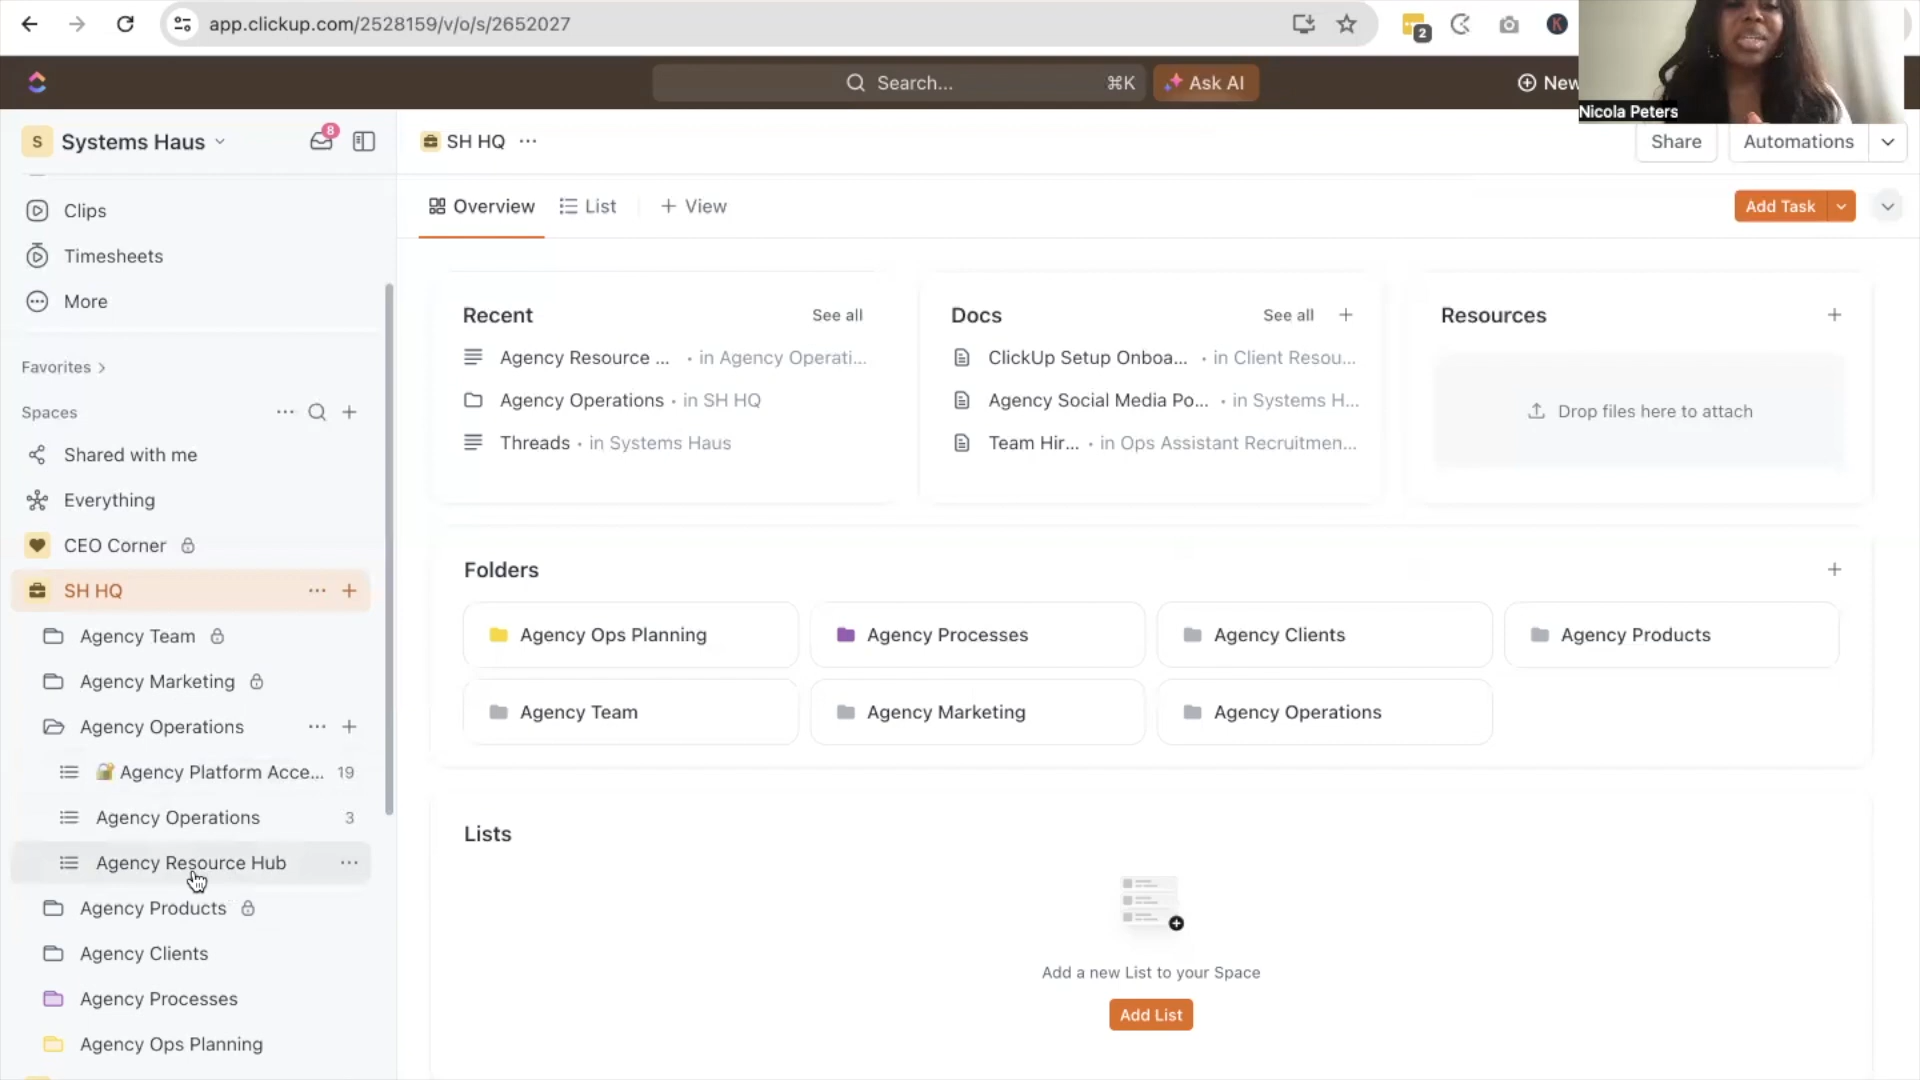 app.clickup.com/2528159/v/o/s/2652027
2
K
Search...
⌘K
Ask AI
New
Nicola Peters
S
Systems Haus
8
SH HQ
Share
Automations
Clips
Timesheets
More
Favorites
Spaces
Shared with me
Everything
CEO Corner
SH HQ
Agency Team
Agency Marketing
Agency Operations
🔐 Agency Platform Acce... 19
Agency Operations 3
Agency Resource Hub
Agency Products
Agency Clients
Agency Processes
Agency Ops Planning
Overview
List
+ View
Add Task
Recent
See all
Agency Resource ... • in Agency Operati...
Agency Operations • in SH HQ
Threads • in Systems Haus
Docs
See all
ClickUp Setup Onboa... • in Client Resou...
Agency Social Media Po... • in Systems H...
Team Hir... • in Ops Assistant Recruitmen...
Resources
Drop files here to attach
Folders
Agency Ops Planning
Agency Processes
Agency Clients
Agency Products
Agency Team
Agency Marketing
Agency Operations
Lists
Add a new List to your Space
Add List